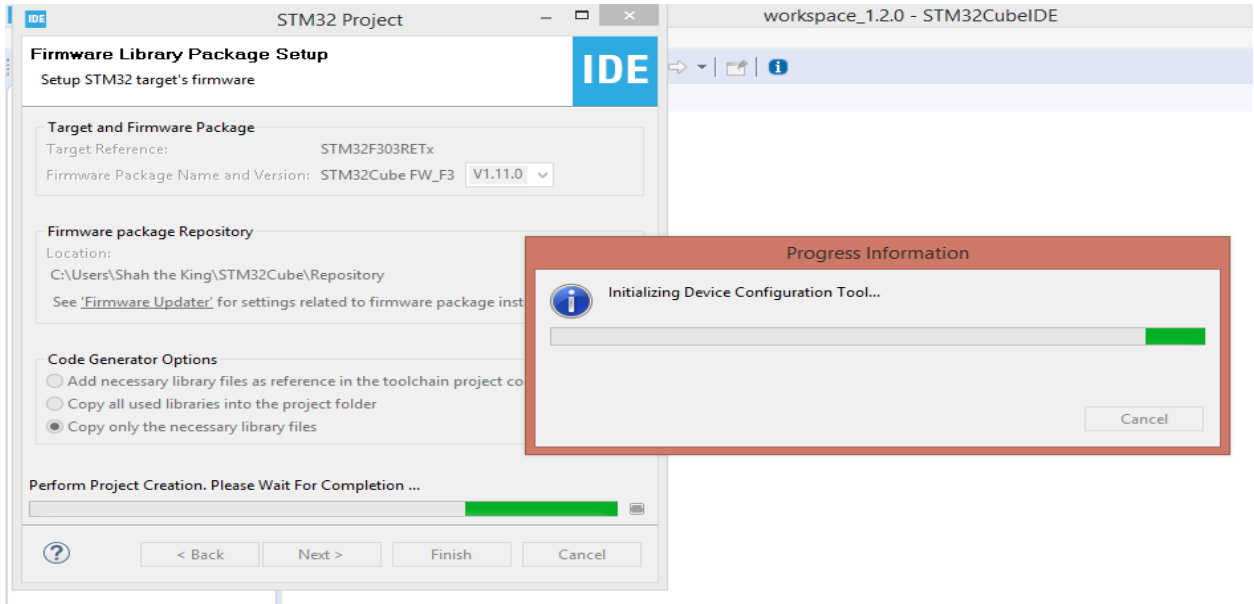 IDE
STM32 Project
workspace_1.2.0 - STM32CubeIDE
Firmware Library Package Setup
Setup STM32 target's firmware
IDE
Target and Firmware Package
Target Reference: STM32F303RETx
Firmware Package Name and Version: STM32Cube FW_F3 V1.11.0
Firmware package Repository
Location:
C:\Users\Shah the King\STM32Cube\Repository
See 'Firmware Updater' for settings related to firmware package inst
Progress Information
Initializing Device Configuration Tool...
Cancel
Code Generator Options
Add necessary library files as reference in the toolchain project co
Copy all used libraries into the project folder
Copy only the necessary library files
Perform Project Creation. Please Wait For Completion ...
< Back Next > Finish Cancel